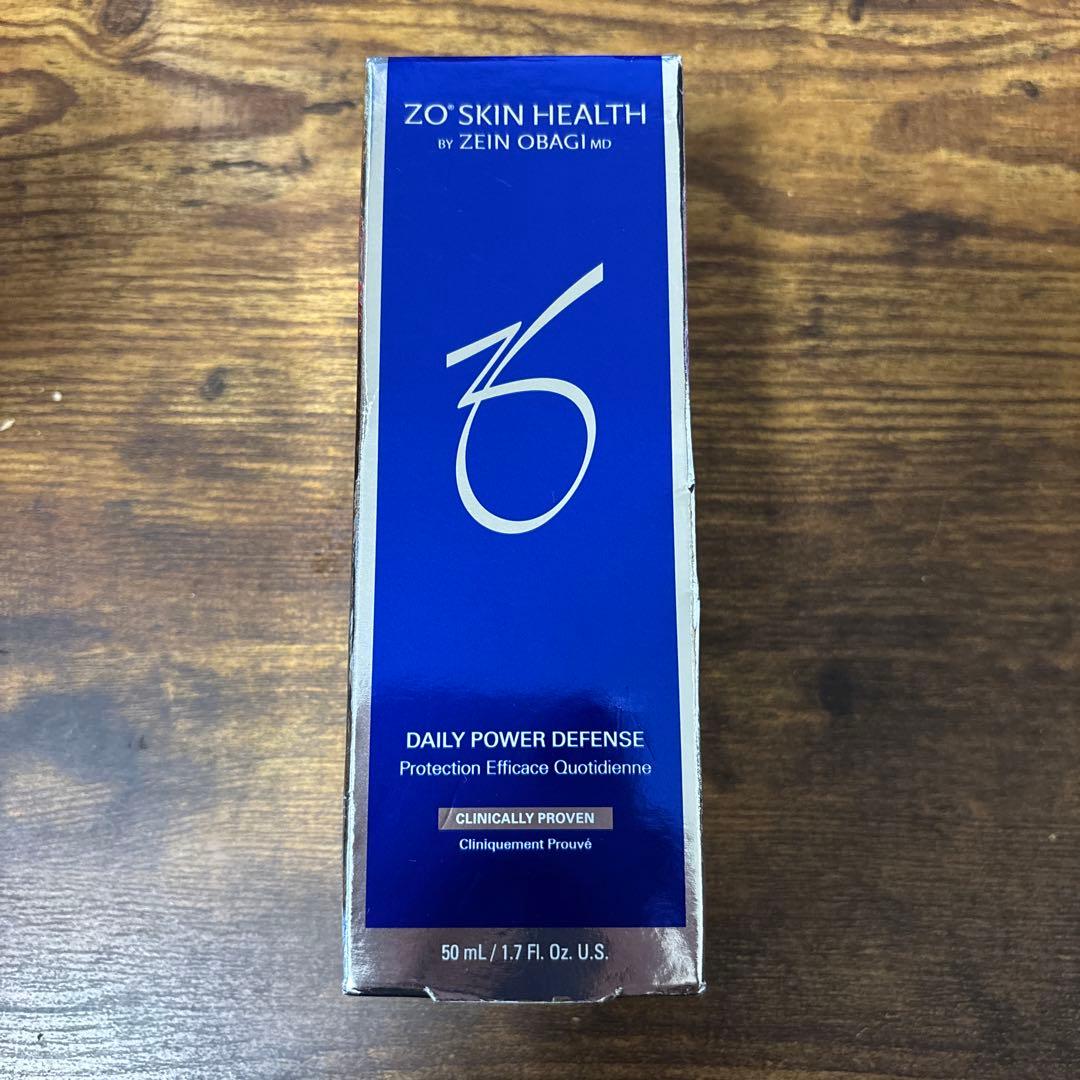 ZO® SKIN HEALTH
BY ZEIN OBAGI MD
ZO
DAILY POWER DEFENSE
Protection Efficace Quotidienne
CLINICALLY PROVEN
Cliniquement Prouvé
50 mL / 1.7 Fl. Oz. U.S.